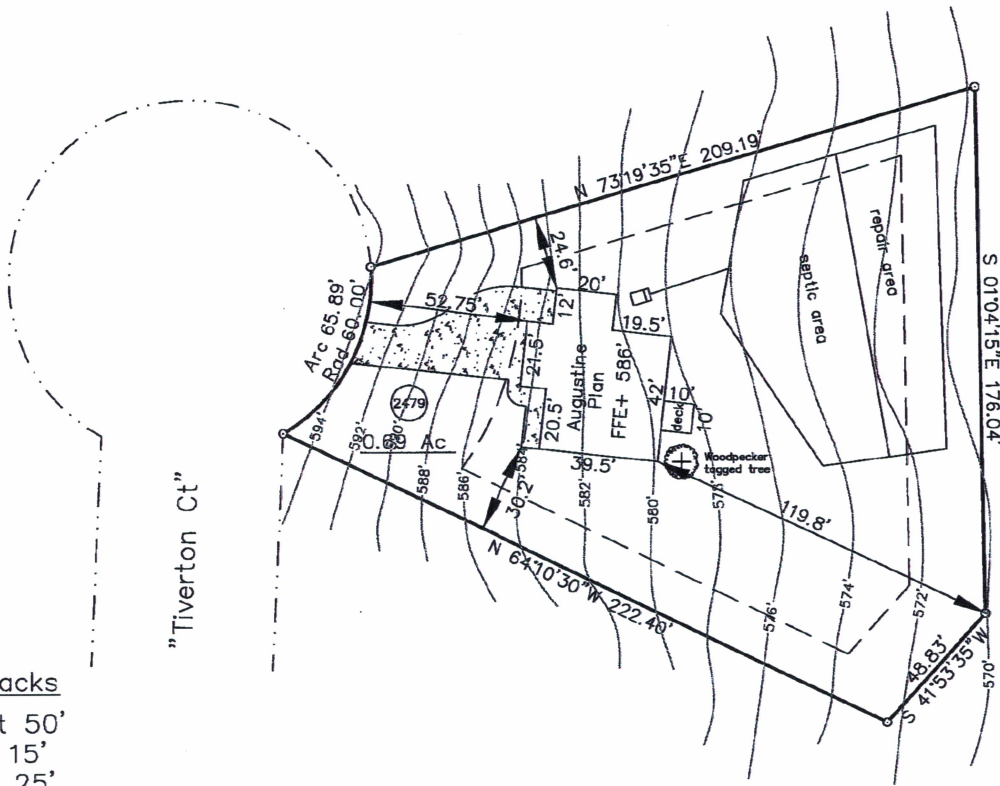 N 73°19'35"E 209.19'
24.6'
20'
12'
52.75'
19.5'
Arc 65.89'
Rad 60.00'
21.5'
Augustine
Plan
FFE+ 586'
42'
10'
deck
10'
20.5'
39.5'
Woodpecker
tagged tree
septic area
repair area
S 01°04'15"E 176.04'
2479
0.69 Ac
594'
592'
590'
588'
586'
584'
582'
580'
578'
576'
574'
572'
570'
30.2'
119.8'
N 64°10'30"W 222.40'
48.83'
S 41°53'35"W
"Tiverton Ct"
acks
t 50'
15'
25'